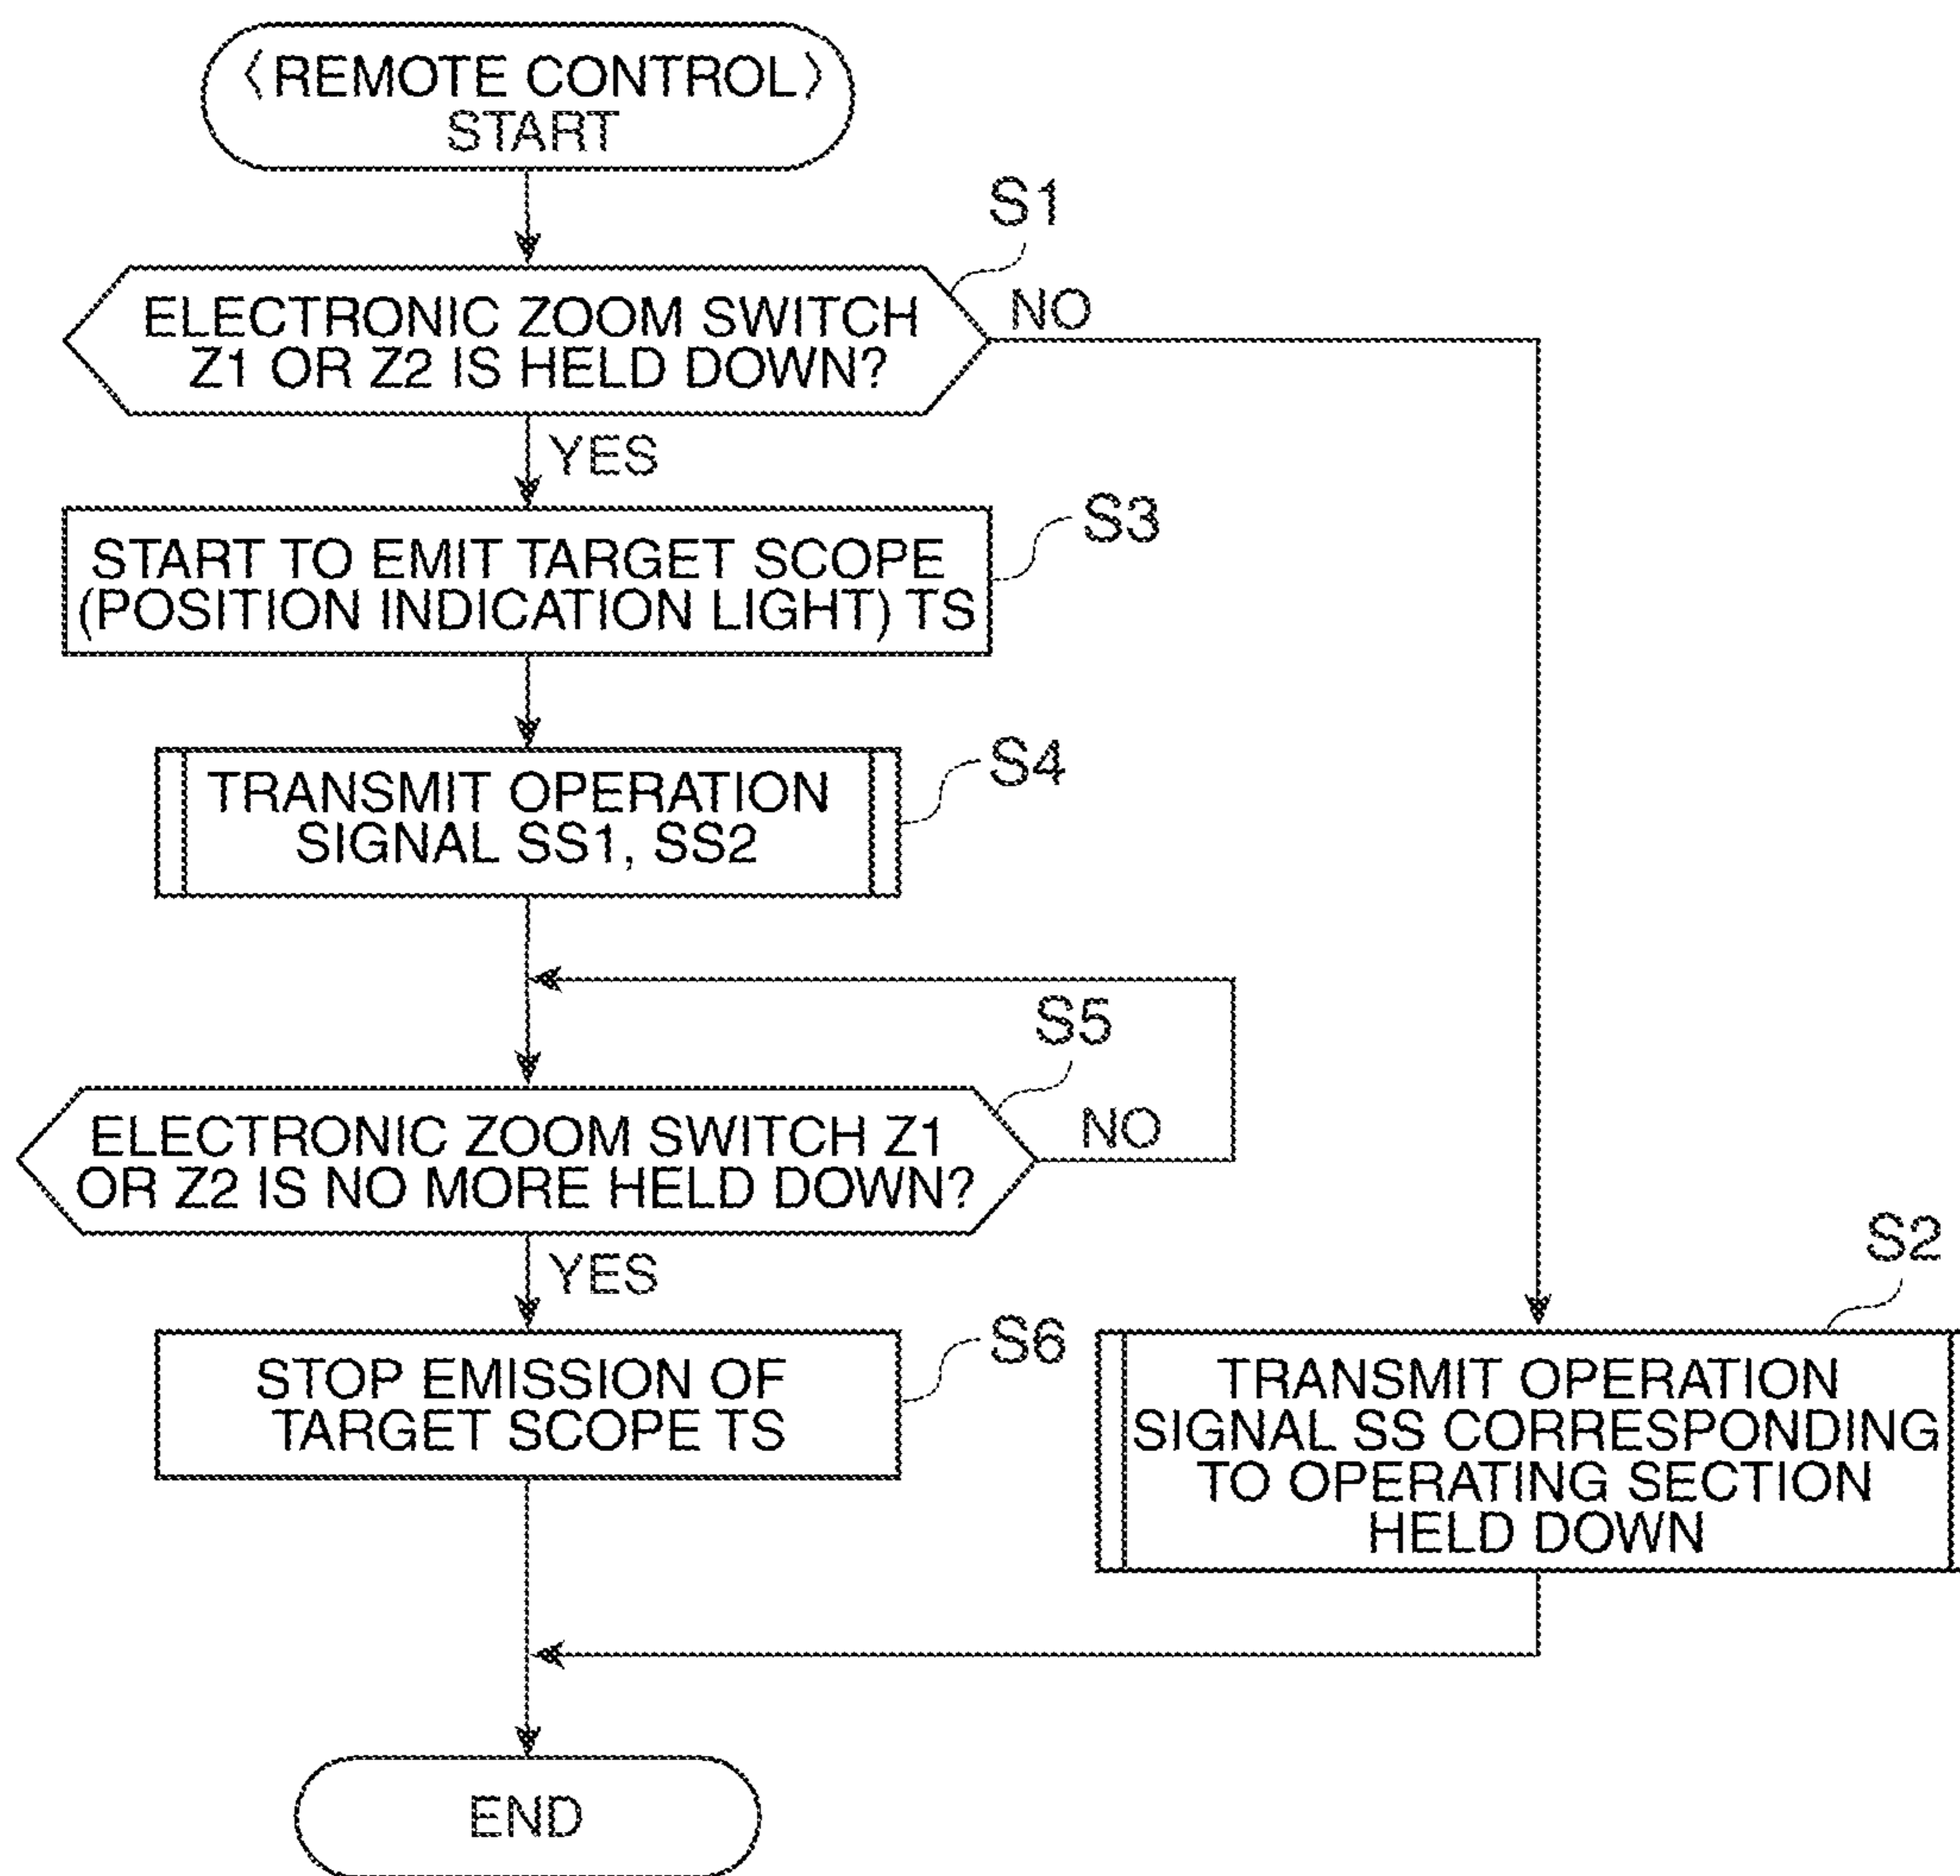 〈REMOTE CONTROL〉
START
S1
ELECTRONIC ZOOM SWITCH
Z1 OR Z2 IS HELD DOWN?
NO
YES
S3
START TO EMIT TARGET SCOPE
(POSITION INDICATION LIGHT) TS
S4
TRANSMIT OPERATION
SIGNAL SS1, SS2
S5
ELECTRONIC ZOOM SWITCH Z1
OR Z2 IS NO MORE HELD DOWN?
NO
YES
S6
STOP EMISSION OF
TARGET SCOPE TS
S2
TRANSMIT OPERATION
SIGNAL SS CORRESPONDING
TO OPERATING SECTION
HELD DOWN
END